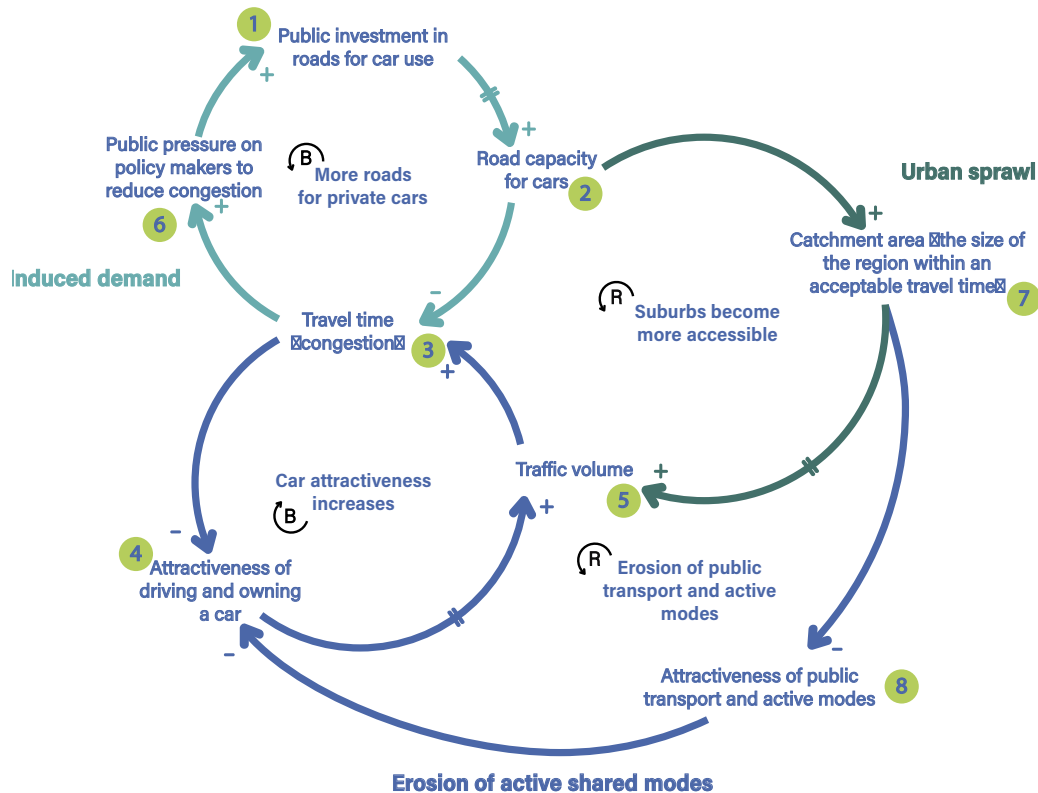 1
Public investment in
roads for car use
+
Public pressure on
policy makers to
reduce congestion
+
6
B
More roads
for private cars
+
Road capacity
for cars
2
Urban sprawl
+
Catchment area the size of
the region within an
acceptable travel time
7
Induced demand
-
Travel time
congestion
3
+
R
Suburbs become
more accessible
Car attractiveness
increases
B
Traffic volume
+
5
+
-
4
Attractiveness of
driving and owning
a car
-
R
Erosion of public
transport and active
modes
-
Attractiveness of public
transport and active modes
8
Erosion of active shared modes